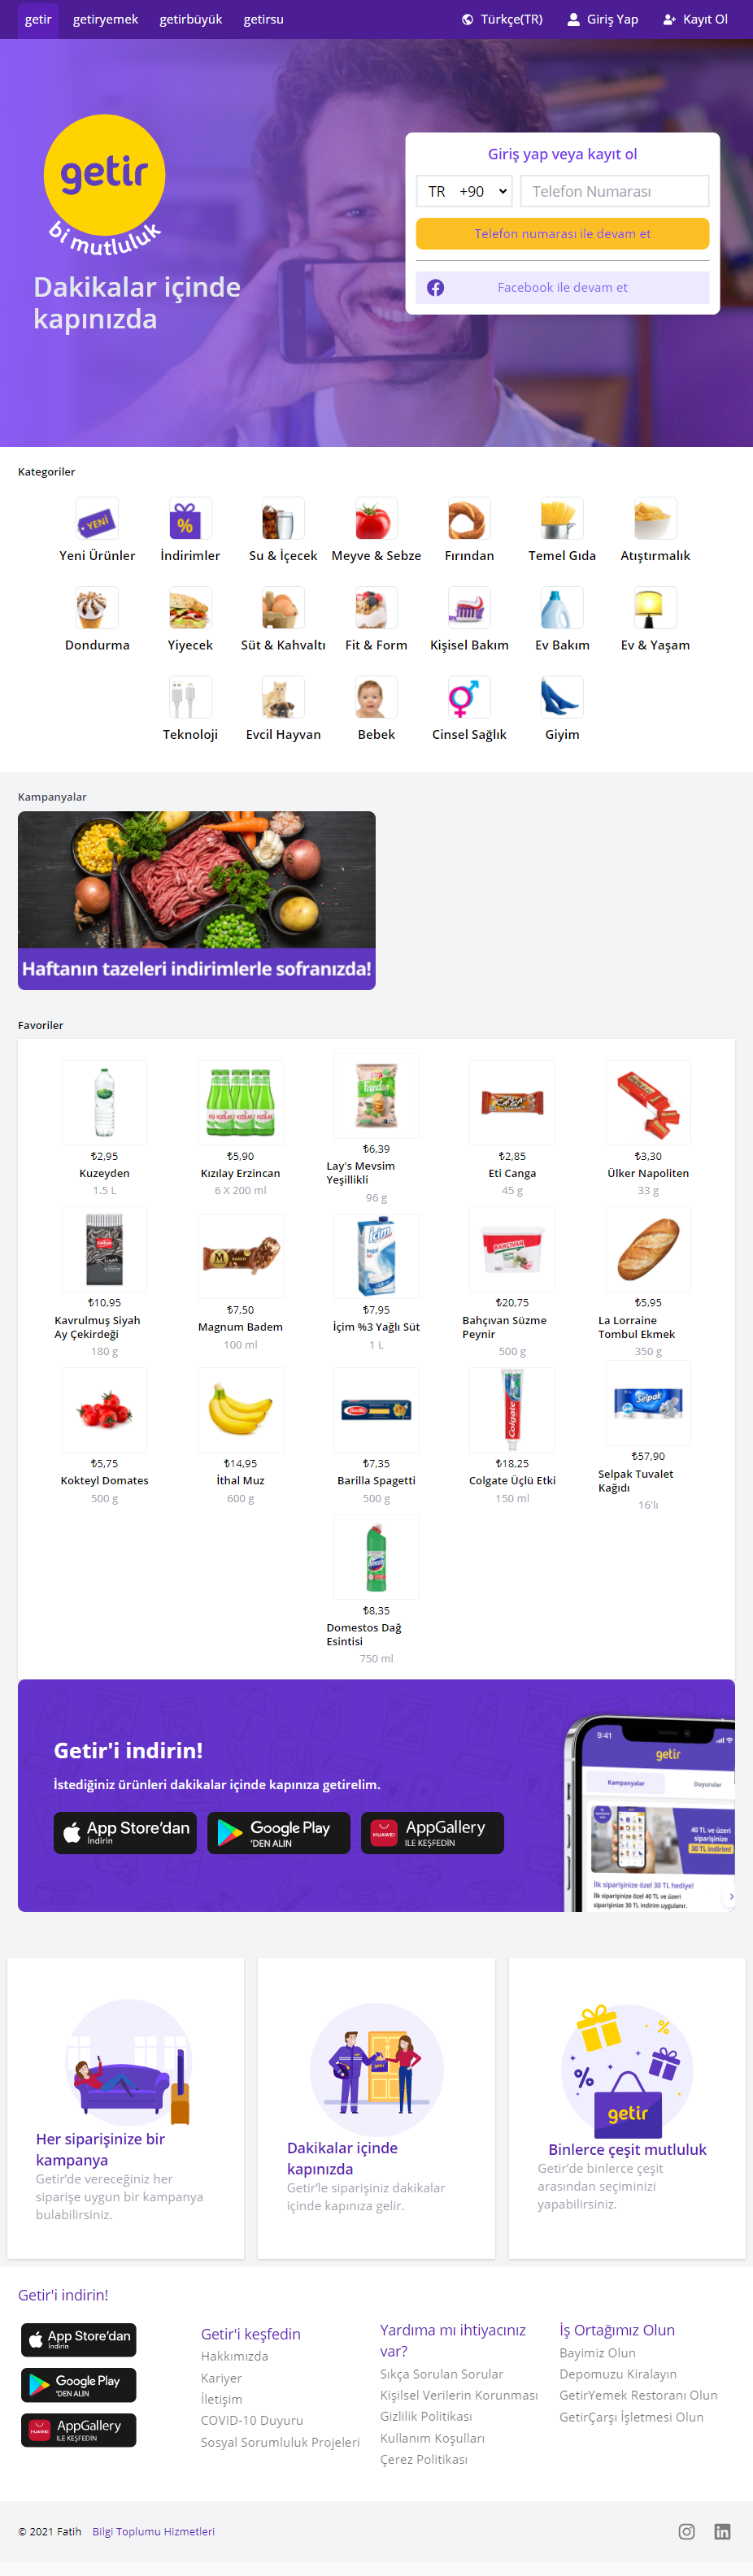 getir getiryemek getirbüyük getirsu Türkçe(TR) Giriş Yap Kayıt Ol
getir
bi mutluluk
Dakikalar içinde
kapınızda
Giriş yap veya kayıt ol
TR +90 Telefon Numarası
Telefon numarası ile devam et
Facebook ile devam et
Kategoriler
YENİ %
Yeni Ürünler İndirimler Su & İçecek Meyve & Sebze Fırından Temel Gıda Atıştırmalık
Dondurma Yiyecek Süt & Kahvaltı Fit & Form Kişisel Bakım Ev Bakım Ev & Yaşam
Teknoloji Evcil Hayvan Bebek Cinsel Sağlık Giyim
Kampanyalar
Haftanın tazeleri indirimlerle sofranızda!
Favoriler
₺2,95 ₺5,90 ₺6,39 ₺2,85 ₺3,30
Kuzeyden Kızılay Erzincan Lay's Mevsim Eti Canga Ülker Napoliten
Yeşillikli
1.5 L 6 X 200 ml 96 g 45 g 33 g
₺10,95 ₺7,50 ₺7,95 ₺20,75 ₺5,95
Kavrulmuş Siyah Magnum Badem İçim %3 Yağlı Süt Bahçıvan Süzme La Lorraine
Ay Çekirdeği Peynir Tombul Ekmek
180 g 100 ml 1 L 500 g 350 g
₺5,75 ₺14,95 ₺7,35 ₺18,25 ₺57,90
Kokteyl Domates İthal Muz Barilla Spagetti Colgate Üçlü Etki Selpak Tuvalet
Kağıdı
500 g 600 g 500 g 150 ml 16'lı
₺8,35
Domestos Dağ
Esintisi
750 ml
Getir'i indirin!
İstediğiniz ürünleri dakikalar içinde kapınıza getirelim.
App Store'dan
İndirin
Google Play
'DEN ALIN
HUAWEI
AppGallery
İLE KEŞFEDİN
9:41
getir
Kampanyalar Duyurular
40 TL ve üzeri
siparişinize
30 TL indirim!
İlk siparişinize özel 30 TL hediye!
İlk siparişinize özel 40 TL ve üzeri
siparişinize 30 TL indirim uygulanır.
Her siparişinize bir
kampanya
Getir’de vereceğiniz her
siparişe uygun bir kampanya
bulabilirsiniz.
Dakikalar içinde
kapınızda
Getir’le siparişiniz dakikalar
içinde kapınıza gelir.
% %
getir
Binlerce çeşit mutluluk
Getir’de binlerce çeşit
arasından seçiminizi
yapabilirsiniz.
Getir'i indirin!
App Store'dan
İndirin
Google Play
'DEN ALIN
HUAWEI
AppGallery
İLE KEŞFEDİN
Getir'i keşfedin
Hakkımızda
Kariyer
İletişim
COVID-10 Duyuru
Sosyal Sorumluluk Projeleri
Yardıma mı ihtiyacınız
var?
Sıkça Sorulan Sorular
Kişilsel Verilerin Korunması
Gizlilik Politikası
Kullanım Koşulları
Çerez Politikası
İş Ortağımız Olun
Bayimiz Olun
Depomuzu Kiralayın
GetirYemek Restoranı Olun
GetirÇarşı İşletmesi Olun
© 2021 Fatih Bilgi Toplumu Hizmetleri